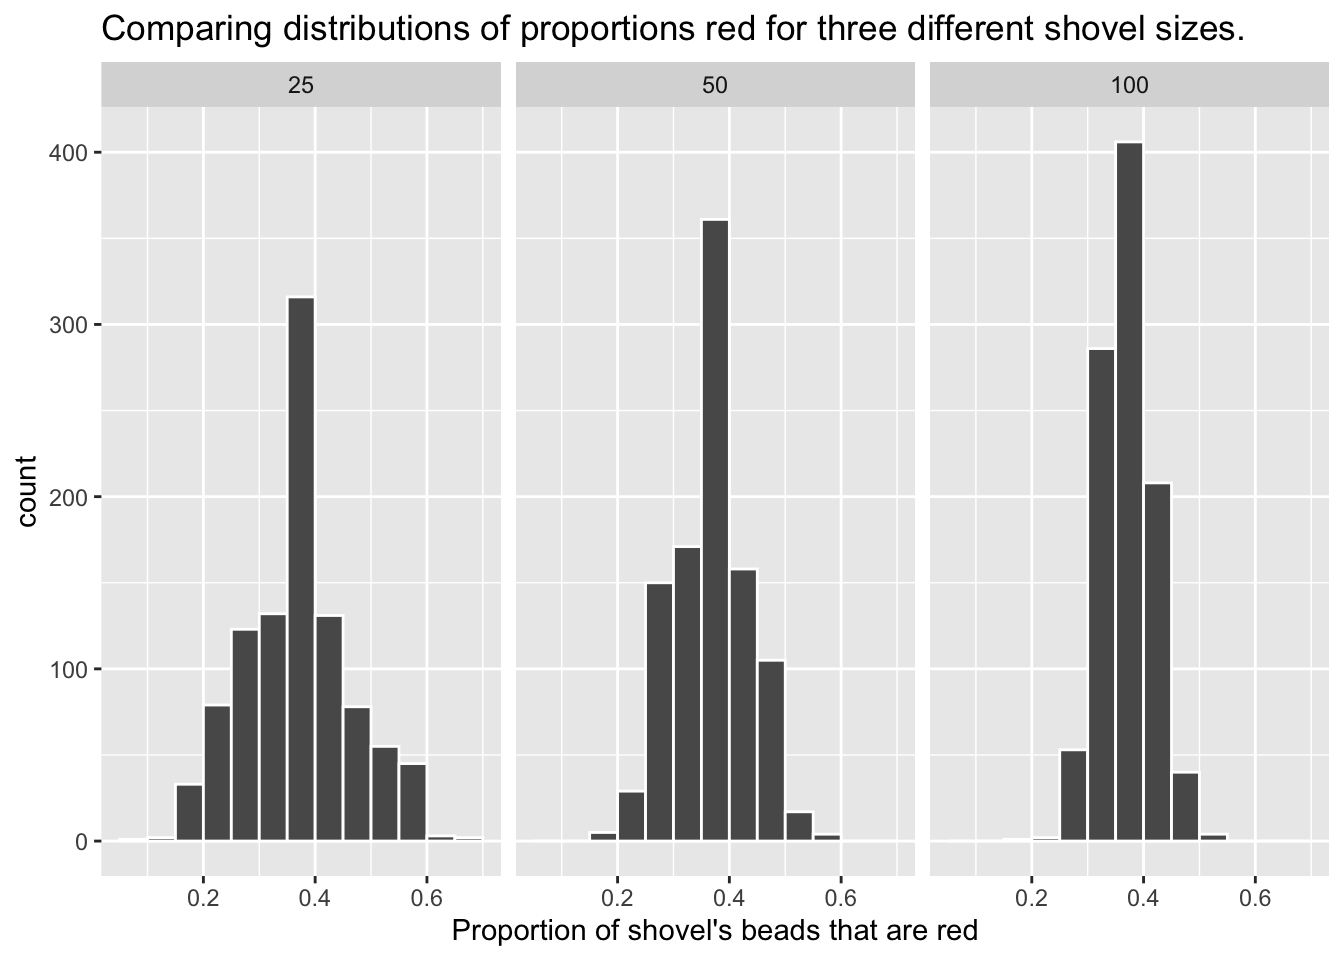 Comparing distributions of proportions red for three different shovel sizes.
25 50 100
400
300
200
100
0
count
0.2 0.4 0.6 0.2 0.4 0.6 0.2 0.4 0.6
Proportion of shovel's beads that are red